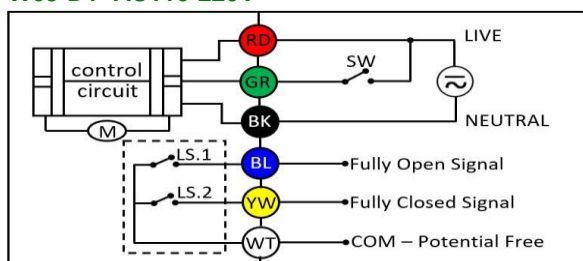 RD
LIVE
control
circuit
SW
GR
M
BK
NEUTRAL
LS.1
BL
Fully Open Signal
LS.2
YW
Fully Closed Signal
WT
COM – Potential Free